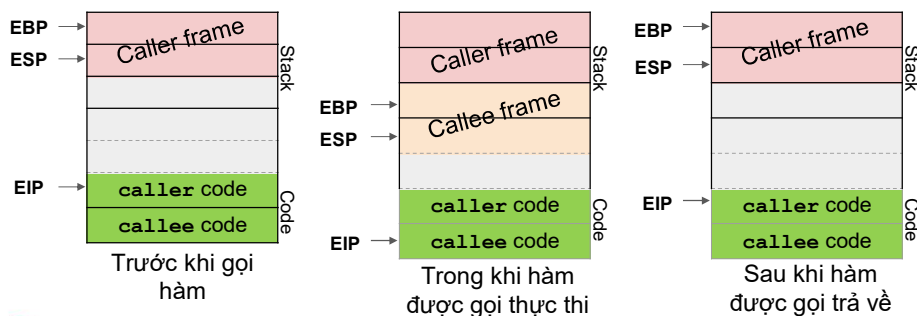 EBP
ESP
Caller frame
Stack
EIP
caller code
callee code
Code
Trước khi gọi
hàm
Caller frame
Stack
EBP
Callee frame
ESP
caller code
EIP
callee code
Code
Trong khi hàm
được gọi thực thi
EBP
Caller frame
ESP
Stack
EIP
caller code
callee code
Code
Sau khi hàm
được gọi trả về